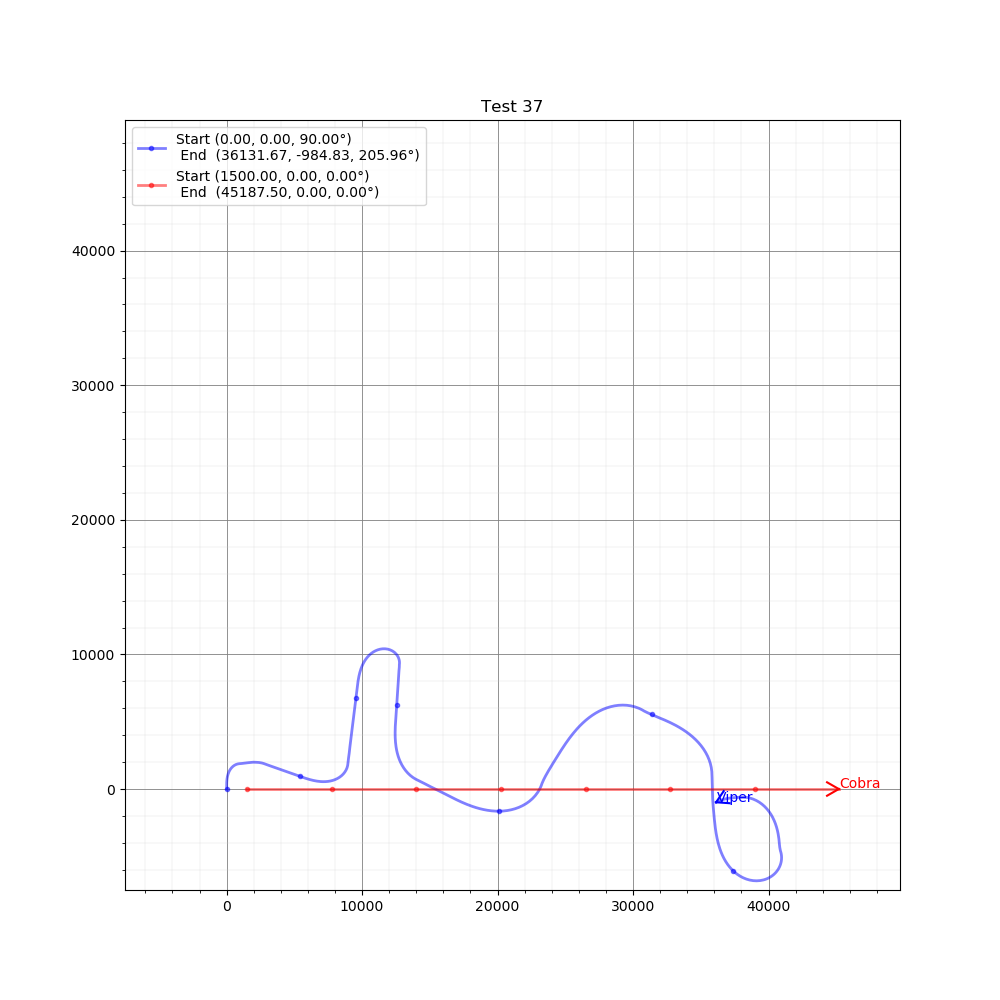 Test 37
Start (0.00, 0.00, 90.00°)
End  (36131.67, -984.83, 205.96°)
Start (1500.00, 0.00, 0.00°)
End  (45187.50, 0.00, 0.00°)
40000
30000
20000
10000
0
Cobra
Viper
0
10000
20000
30000
40000